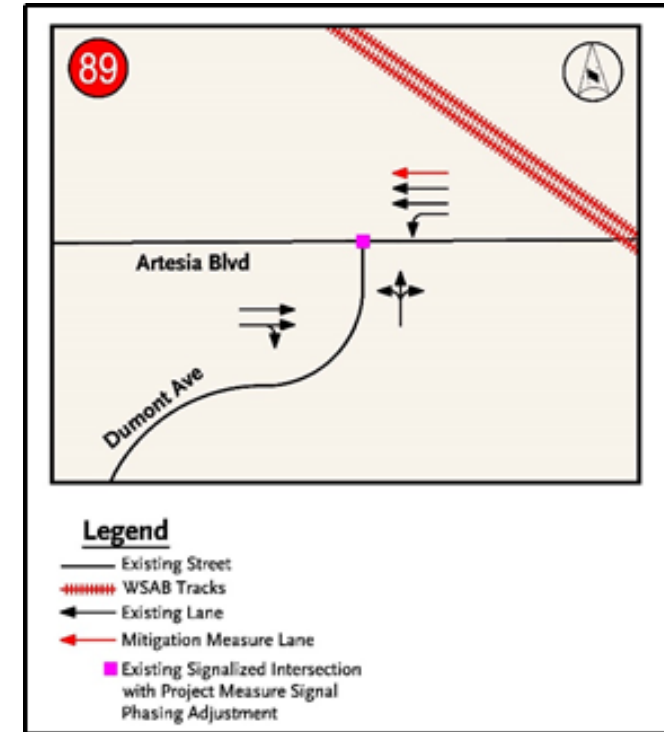 89
Artesia Blvd
Dumont Ave
Legend
Existing Street
WSAB Tracks
Existing Lane
Mitigation Measure Lane
Existing Signalized Intersection
with Project Measure Signal
Phasing Adjustment